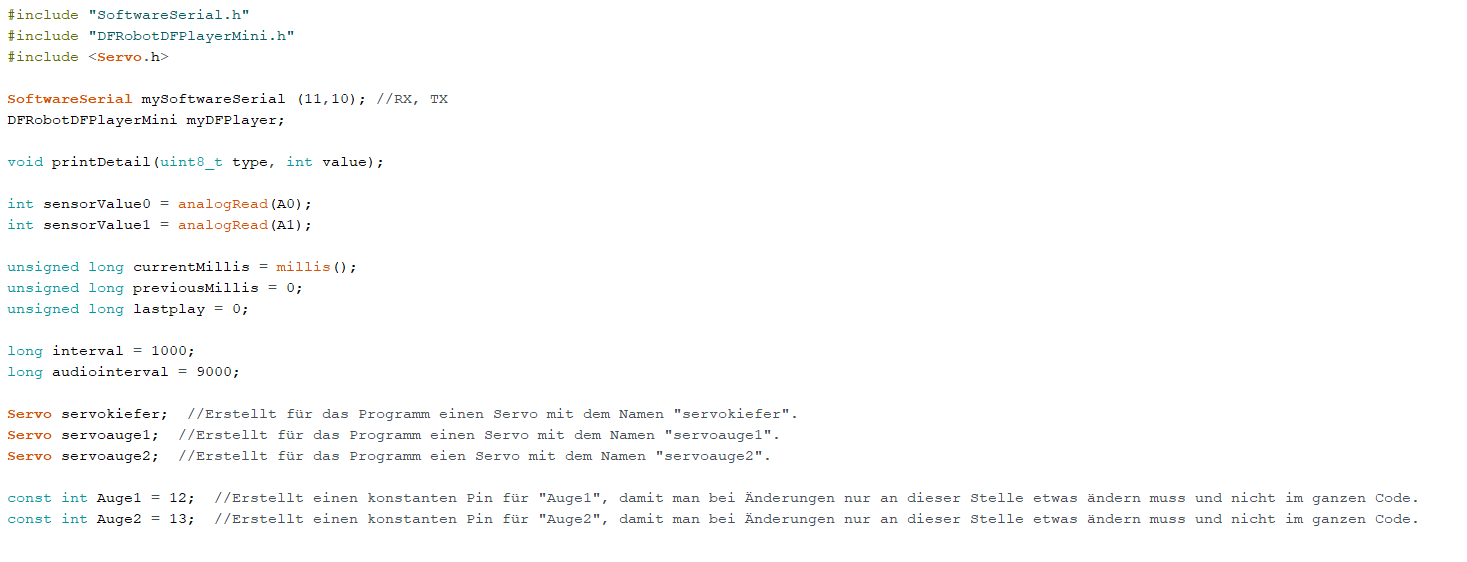 #include "SoftwareSerial.h"
#include "DFRobotDFPlayerMini.h"
#include <Servo.h>
SoftwareSerial mySoftwareSerial (11,10); //RX, TX
DFRobotDFPlayerMini myDFPlayer;
void printDetail(uint8_t type, int value);
int sensorValue0 = analogRead(A0);
int sensorValue1 = analogRead(A1);
unsigned long currentMillis = millis();
unsigned long previousMillis = 0;
unsigned long lastplay = 0;
long interval = 1000;
long audiointerval = 9000;
Servo servokiefer;  //Erstellt für das Programm einen Servo mit dem Namen "servokiefer".
Servo servoauge1;  //Erstellt für das Programm einen Servo mit dem Namen "servoauge1".
Servo servoauge2;  //Erstellt für das Programm eien Servo mit dem Namen "servoauge2".
const int Auge1 = 12;  //Erstellt einen konstanten Pin für "Auge1", damit man bei Änderungen nur an dieser Stelle etwas ändern muss und nicht im ganzen Code.
const int Auge2 = 13;  //Erstellt einen konstanten Pin für "Auge2", damit man bei Änderungen nur an dieser Stelle etwas ändern muss und nicht im ganzen Code.